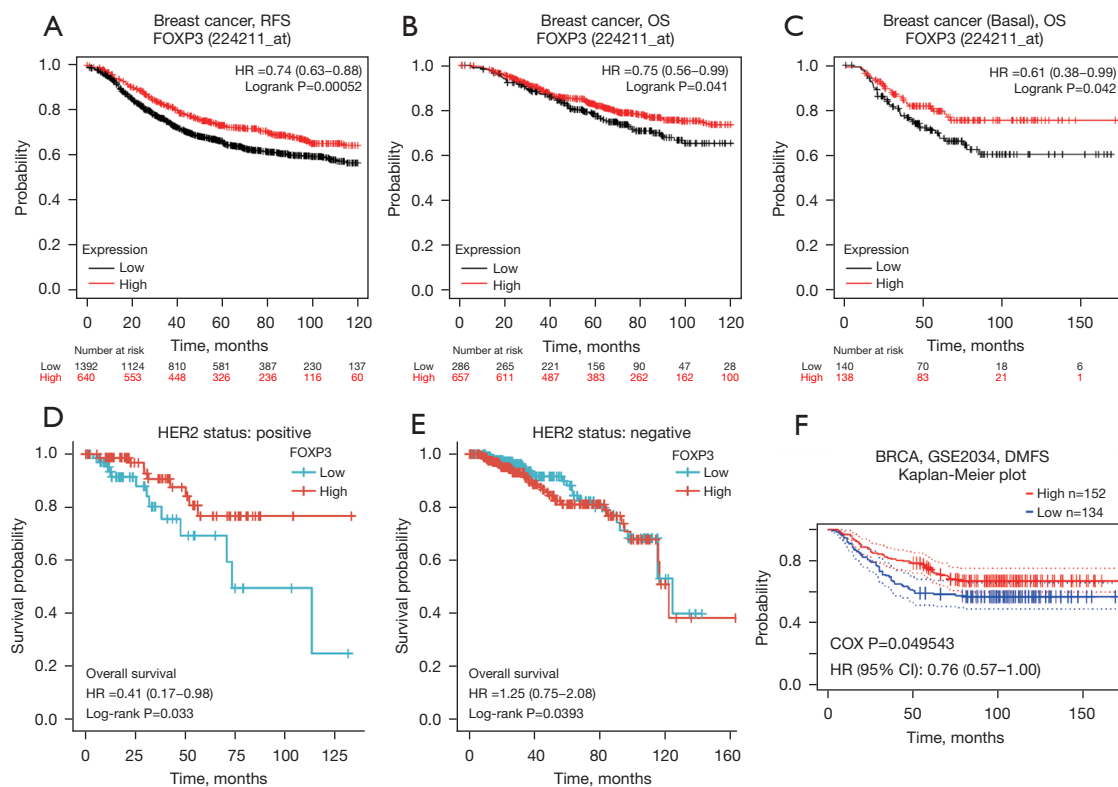 A
Breast cancer, RFS
FOXP3 (224211_at)
HR =0.74 (0.63–0.88)
Logrank P=0.00052
Probability
1.0
0.8
0.6
0.4
0.2
0.0
Expression
Low
High
0 20 40 60 80 100 120
Time, months
Number at risk
Low 1392 1124 810 581 387 230 137
High 640 553 448 326 236 116 60
B
Breast cancer, OS
FOXP3 (224211_at)
HR =0.75 (0.56–0.99)
Logrank P=0.041
Probability
1.0
0.8
0.6
0.4
0.2
0.0
Expression
Low
High
0 20 40 60 80 100 120
Time, months
Number at risk
Low 286 265 221 156 90 47 28
High 657 611 487 383 262 162 100
C
Breast cancer (Basal), OS
FOXP3 (224211_at)
HR =0.61 (0.38–0.99)
Logrank P=0.042
Probability
1.0
0.8
0.6
0.4
0.2
0.0
Expression
Low
High
0 50 100 150
Time, months
Number at risk
Low 140 70 18 6
High 138 83 21 1
D
HER2 status: positive
FOXP3
Low
High
Survival probability
1.0
0.8
0.6
0.4
0.2
0.0
Overall survival
HR =0.41 (0.17–0.98)
Log-rank P=0.033
0 25 50 75 100 125
Time, months
E
HER2 status: negative
FOXP3
Low
High
Survival probability
1.0
0.8
0.6
0.4
0.2
0.0
Overall survival
HR =1.25 (0.75–2.08)
Log-rank P=0.0393
0 40 80 120 160
Time, months
F
BRCA, GSE2034, DMFS
Kaplan-Meier plot
High n=152
Low n=134
Probability
0.8
0.4
0.0
COX P=0.049543
HR (95% CI): 0.76 (0.57–1.00)
0 50 100 150
Time, months